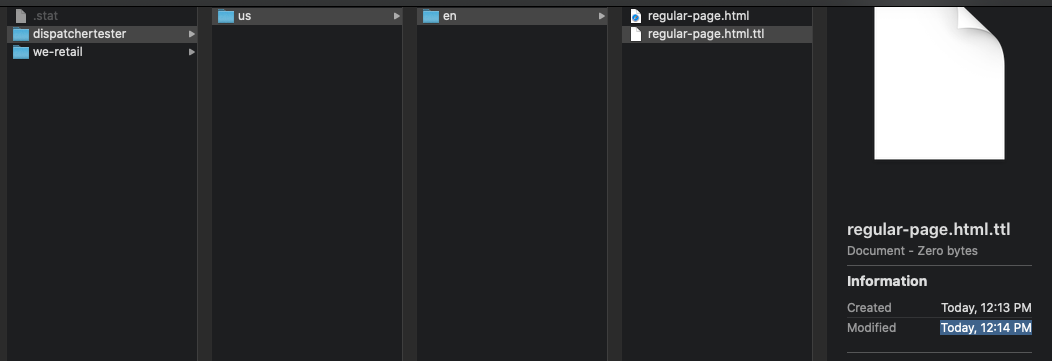 .stat
dispatchertester
we-retail
us
en
regular-page.html
regular-page.html.ttl
regular-page.html.ttl
Document - Zero bytes
Information
Created Today, 12:13 PM
Modified Today, 12:14 PM